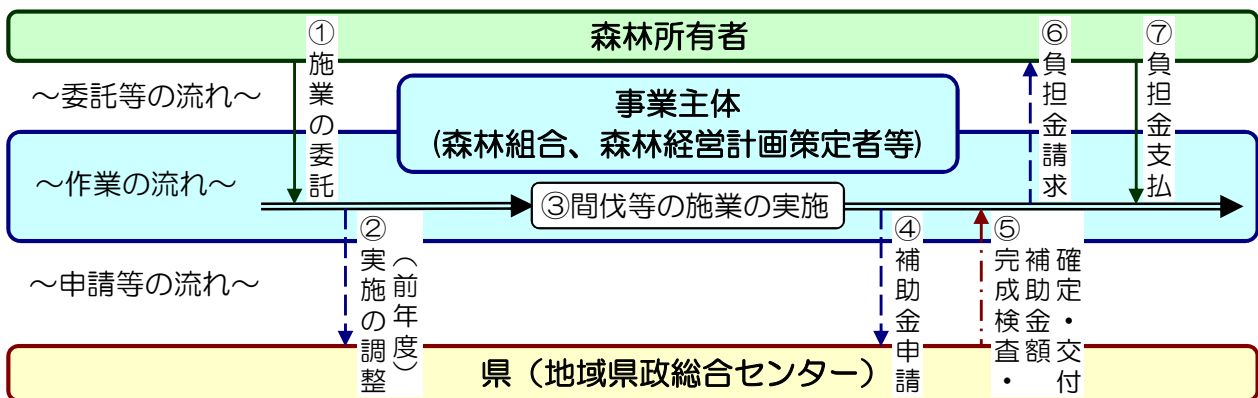 森林所有者
①施業の委託
⑥負担金請求
⑦負担金支払
～委託等の流れ～
事業主体
(森林組合、森林経営計画策定者等)
～作業の流れ～
③間伐等の施業の実施
②実施の調整
（前年度）
④補助金申請
⑤完成検査・
補助金額
確定・交付
～申請等の流れ～
県（地域県政総合センター）